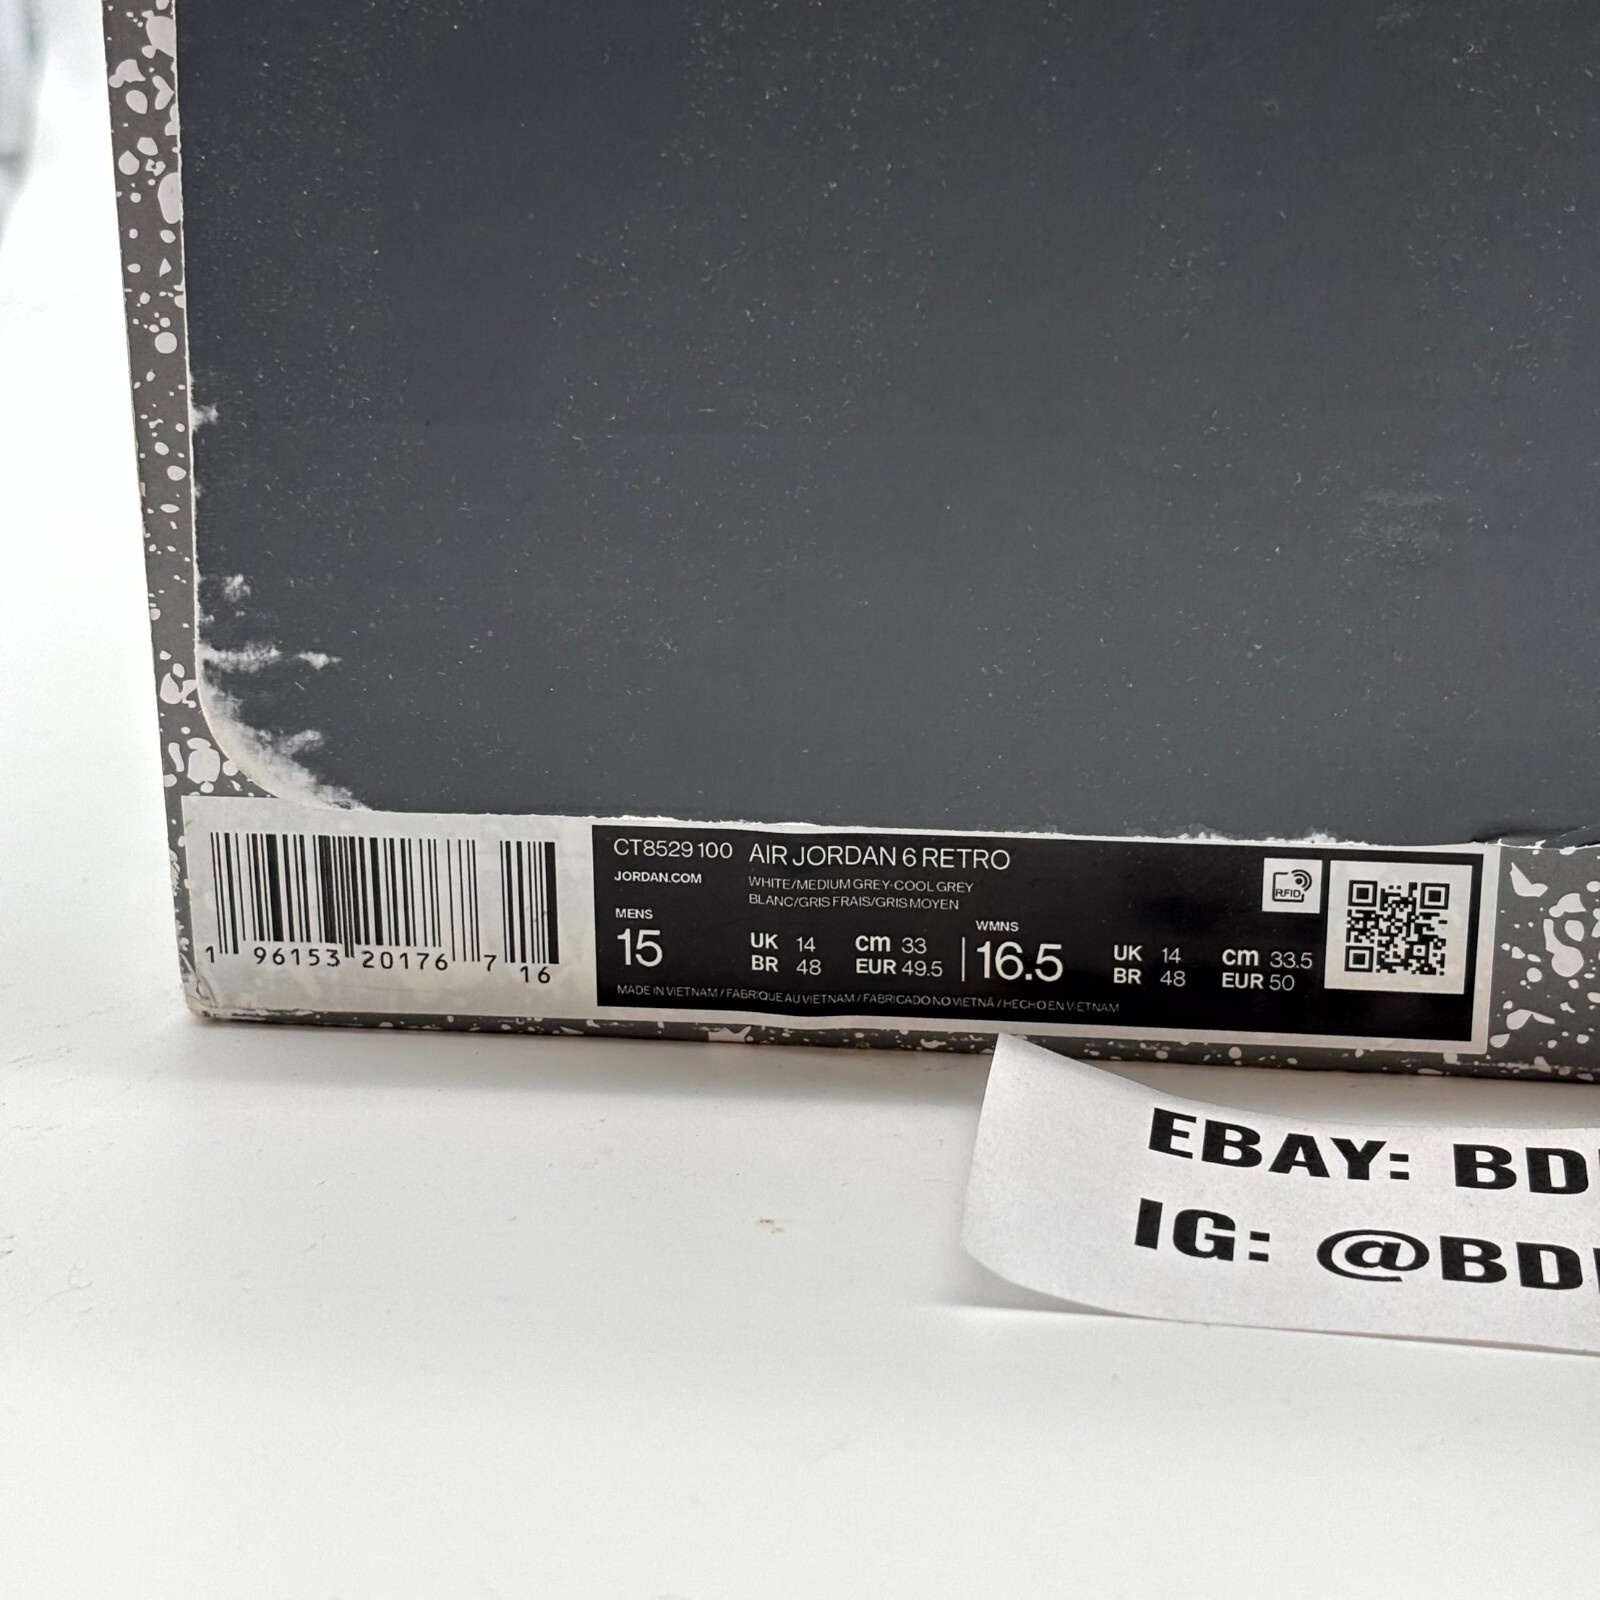 CT8529 100 AIR JORDAN 6 RETRO
JORDAN.COM WHITE/MEDIUM GREY-COOL GREY
BLANC/GRIS FRAIS/GRIS MOYEN
RFID
MENS
15
UK 14 cm 33
BR 48 EUR 49.5
WMNS
16.5
UK 14 cm 33.5
BR 48 EUR 50
MADE IN VIETNAM / FABRIQUE AU VIETNAM / FABRICADO NO VIETNÃ / HECHO EN VIETNAM
1 96153 20176 7 16
EBAY: BD
IG: @BD